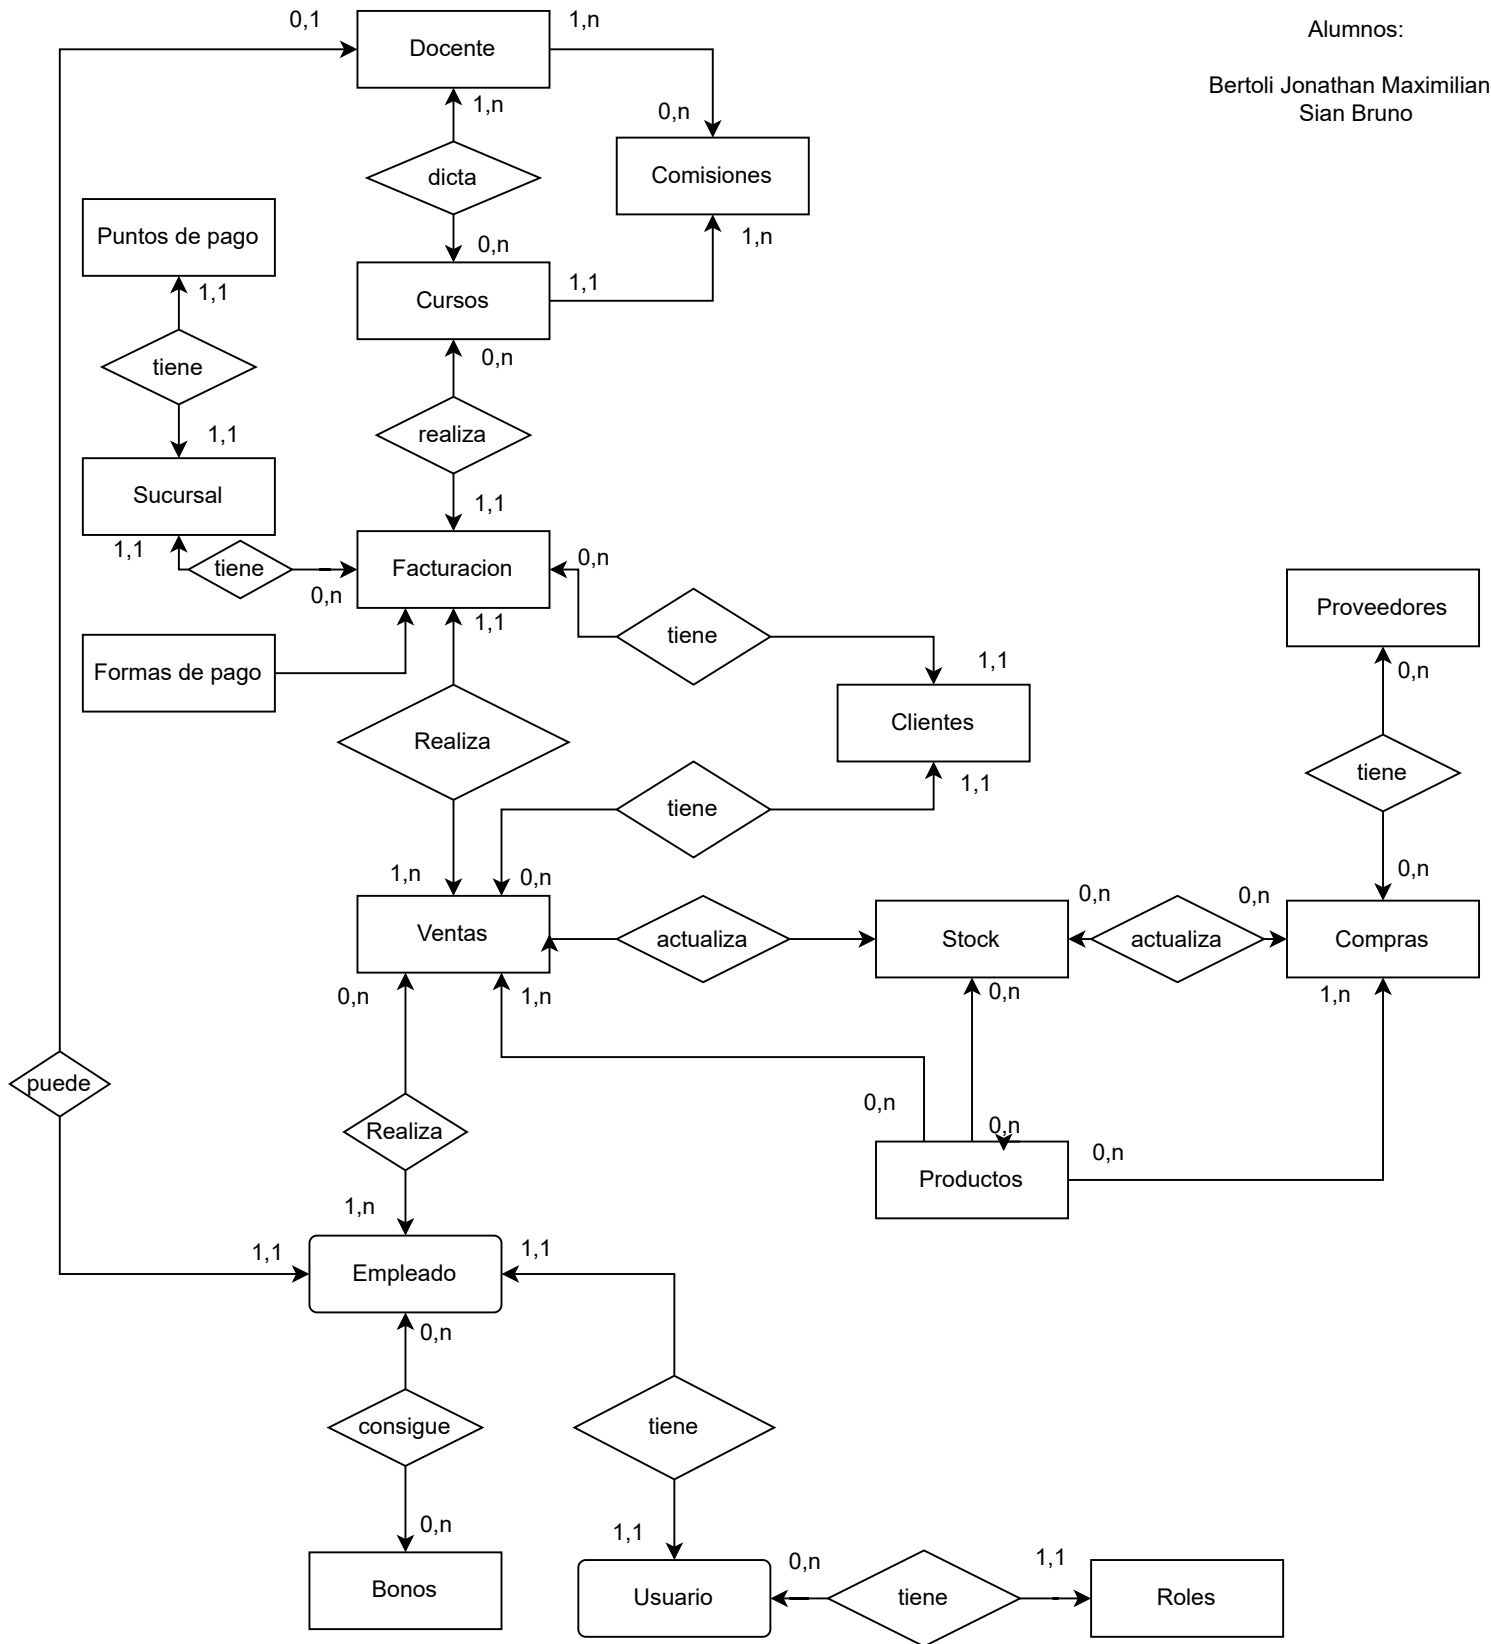 0,1
Docente
1,n
Alumnos:
Bertoli Jonathan Maximilian
Sian Bruno
1,n
0,n
dicta
Comisiones
Puntos de pago
0,n
1,n
1,1
Cursos
1,1
0,n
tiene
1,1
realiza
Sucursal
1,1
1,1
tiene
0,n
Facturacion
0,n
1,1
tiene
Proveedores
Formas de pago
1,1
0,n
Clientes
Realiza
tiene
1,1
tiene
1,n
0,n
0,n
0,n
0,n
Ventas
actualiza
Stock
actualiza
Compras
0,n
1,n
0,n
1,n
puede
0,n
0,n
Realiza
Productos
0,n
1,n
1,1
Empleado
1,1
0,n
consigue
tiene
0,n
1,1
0,n
1,1
Bonos
Usuario
tiene
Roles